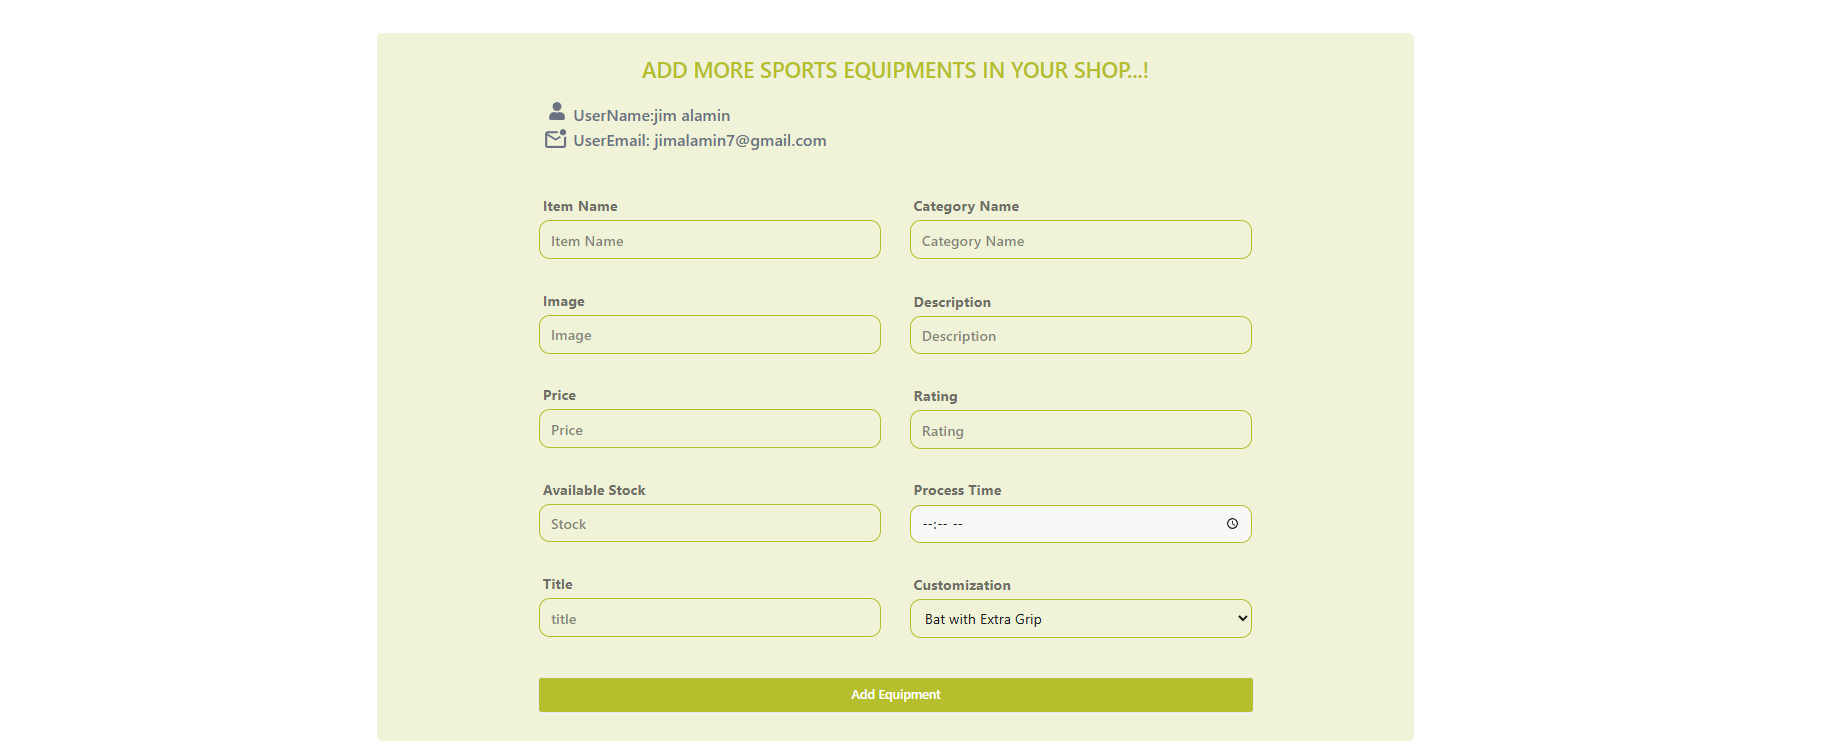 ADD MORE SPORTS EQUIPMENTS IN YOUR SHOP...!
UserName:jim alamin
UserEmail: jimalamin7@gmail.com
Item Name
Category Name
Item Name
Category Name
Image
Description
Image
Description
Price
Rating
Price
Rating
Available Stock
Process Time
Stock
--:-- --
Title
Customization
title
Bat with Extra Grip
Add Equipment